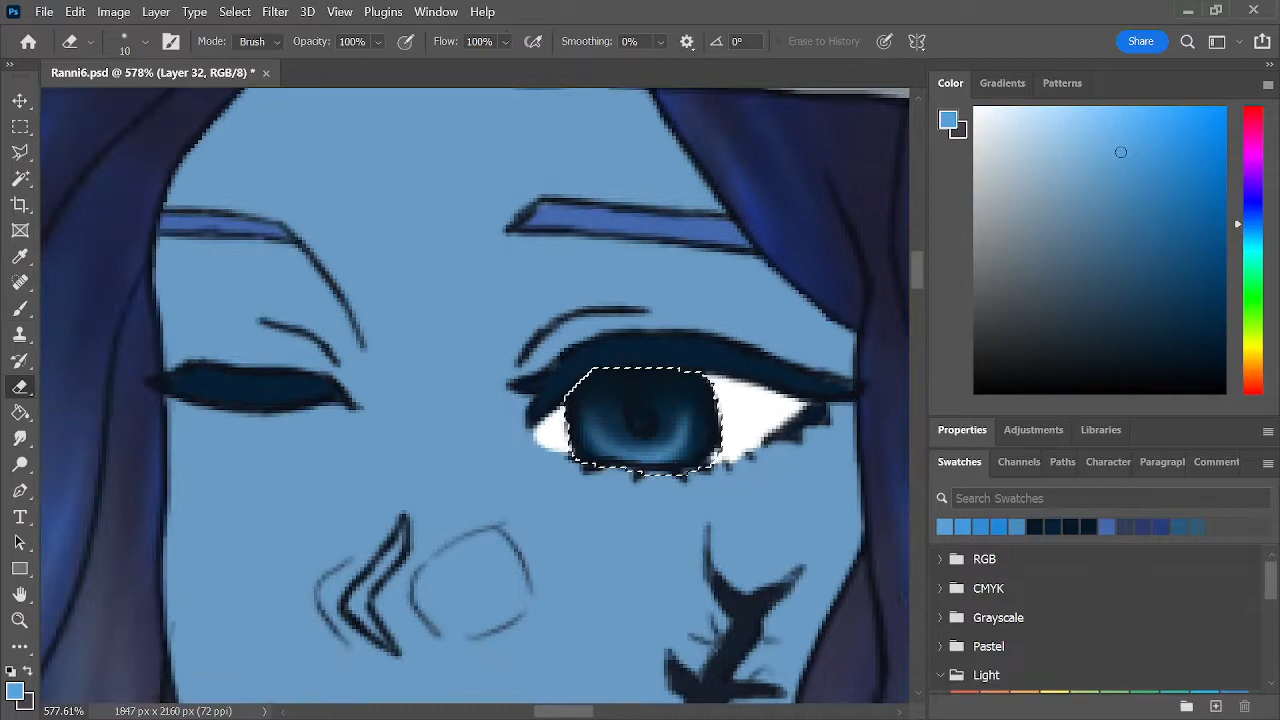 Ps File Edit Image Layer Type Select Filter 3D View Plugins Window Help
10 Mode: Brush Opacity: 100% Flow: 100% Smoothing: 0% 0° Erase to History Share
Ranni6.psd @ 578% (Layer 32, RGB/8) *
Color Gradients Patterns
Properties Adjustments Libraries
Swatches Channels Paths Character Paragraph Comment
Search Swatches
RGB
CMYK
Grayscale
Pastel
Light
577.61% 1847 px x 2160 px (72 ppi)